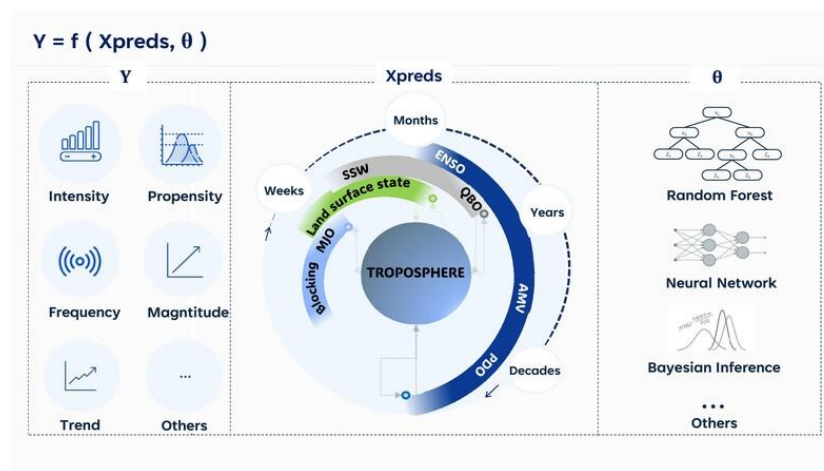 Y = f ( Xpreds, θ )
Y
Intensity
Propensity
Frequency
Magntitude
Trend
...
Others
Xpreds
Months
Weeks
Years
Decades
ENSO
SSW
QBO
Land surface state
MJO
Blocking
TROPOSPHERE
AMV
PDO
θ
Random Forest
Neural Network
Bayesian Inference
...
Others